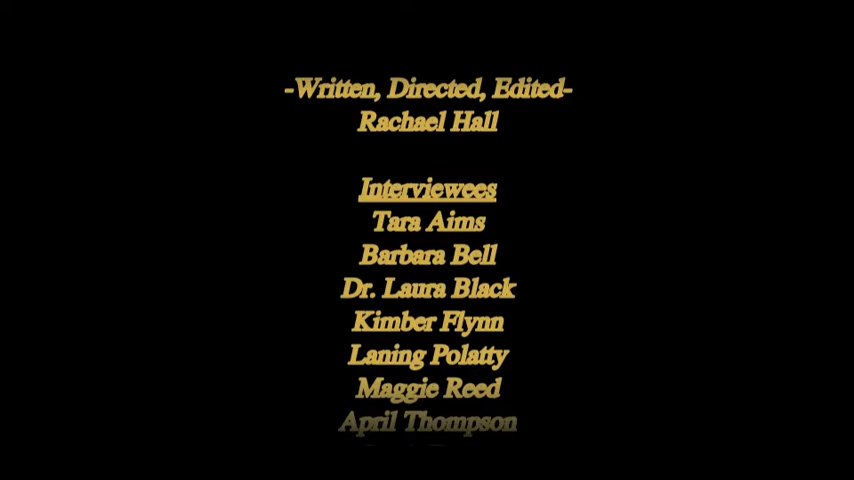 -Written, Directed, Edited-
Rachael Hall
Interviewees
Tara Aims
Barbara Bell
Dr. Laura Black
Kimber Flynn
Laning Polatty
Maggie Reed
April Thompson